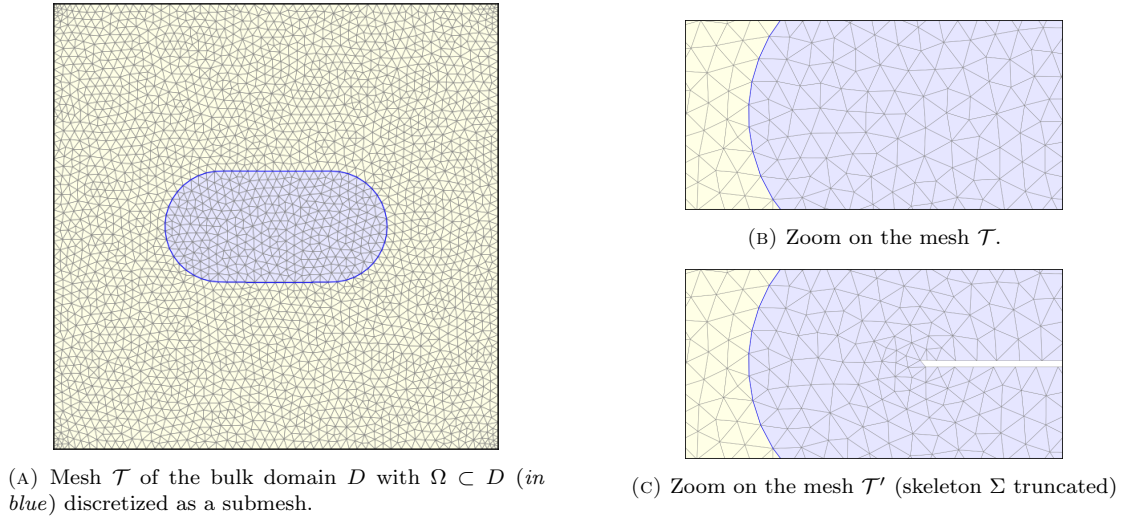 (A) Mesh 𝒯 of the bulk domain D with Ω ⊂ D (in
blue) discretized as a submesh.
(B) Zoom on the mesh 𝒯.
(C) Zoom on the mesh 𝒯′ (skeleton Σ truncated)